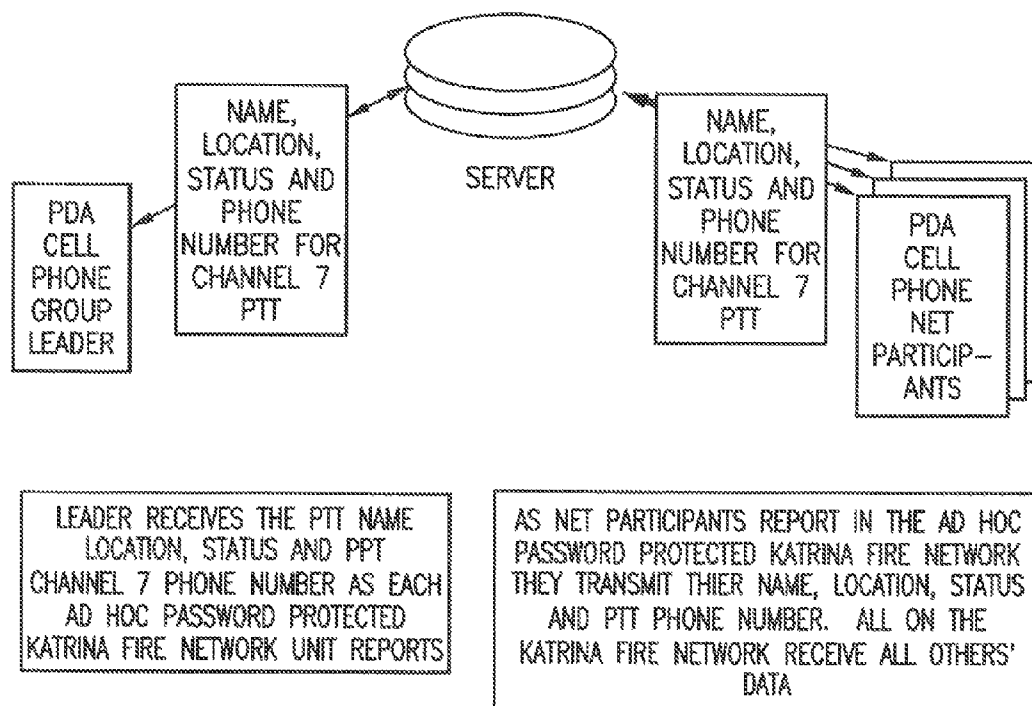 NAME,
LOCATION,
STATUS AND
PHONE
NUMBER FOR
CHANNEL 7
PTT
SERVER
NAME,
LOCATION,
STATUS AND
PHONE
NUMBER FOR
CHANNEL 7
PTT
PDA
CELL
PHONE
GROUP
LEADER
PDA
CELL
PHONE
NET
PARTICIP-
ANTS
LEADER RECEIVES THE PTT NAME
LOCATION, STATUS AND PPT
CHANNEL 7 PHONE NUMBER AS EACH
AD HOC PASSWORD PROTECTED
KATRINA FIRE NETWORK UNIT REPORTS
AS NET PARTICIPANTS REPORT IN THE AD HOC
PASSWORD PROTECTED KATRINA FIRE NETWORK
THEY TRANSMIT THIER NAME, LOCATION, STATUS
AND PTT PHONE NUMBER. ALL ON THE
KATRINA FIRE NETWORK RECEIVE ALL OTHERS'
DATA